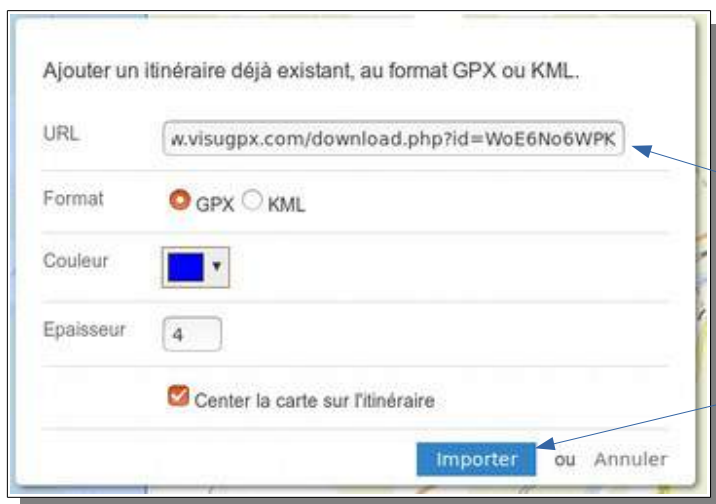 Ajouter un itinéraire déjà existant, au format GPX ou KML.
URL w.visugpx.com/download.php?id=WoE6No6WPK
Format GPX KML
Couleur
Epaisseur 4
Center la carte sur l'itinéraire
Importer ou Annuler